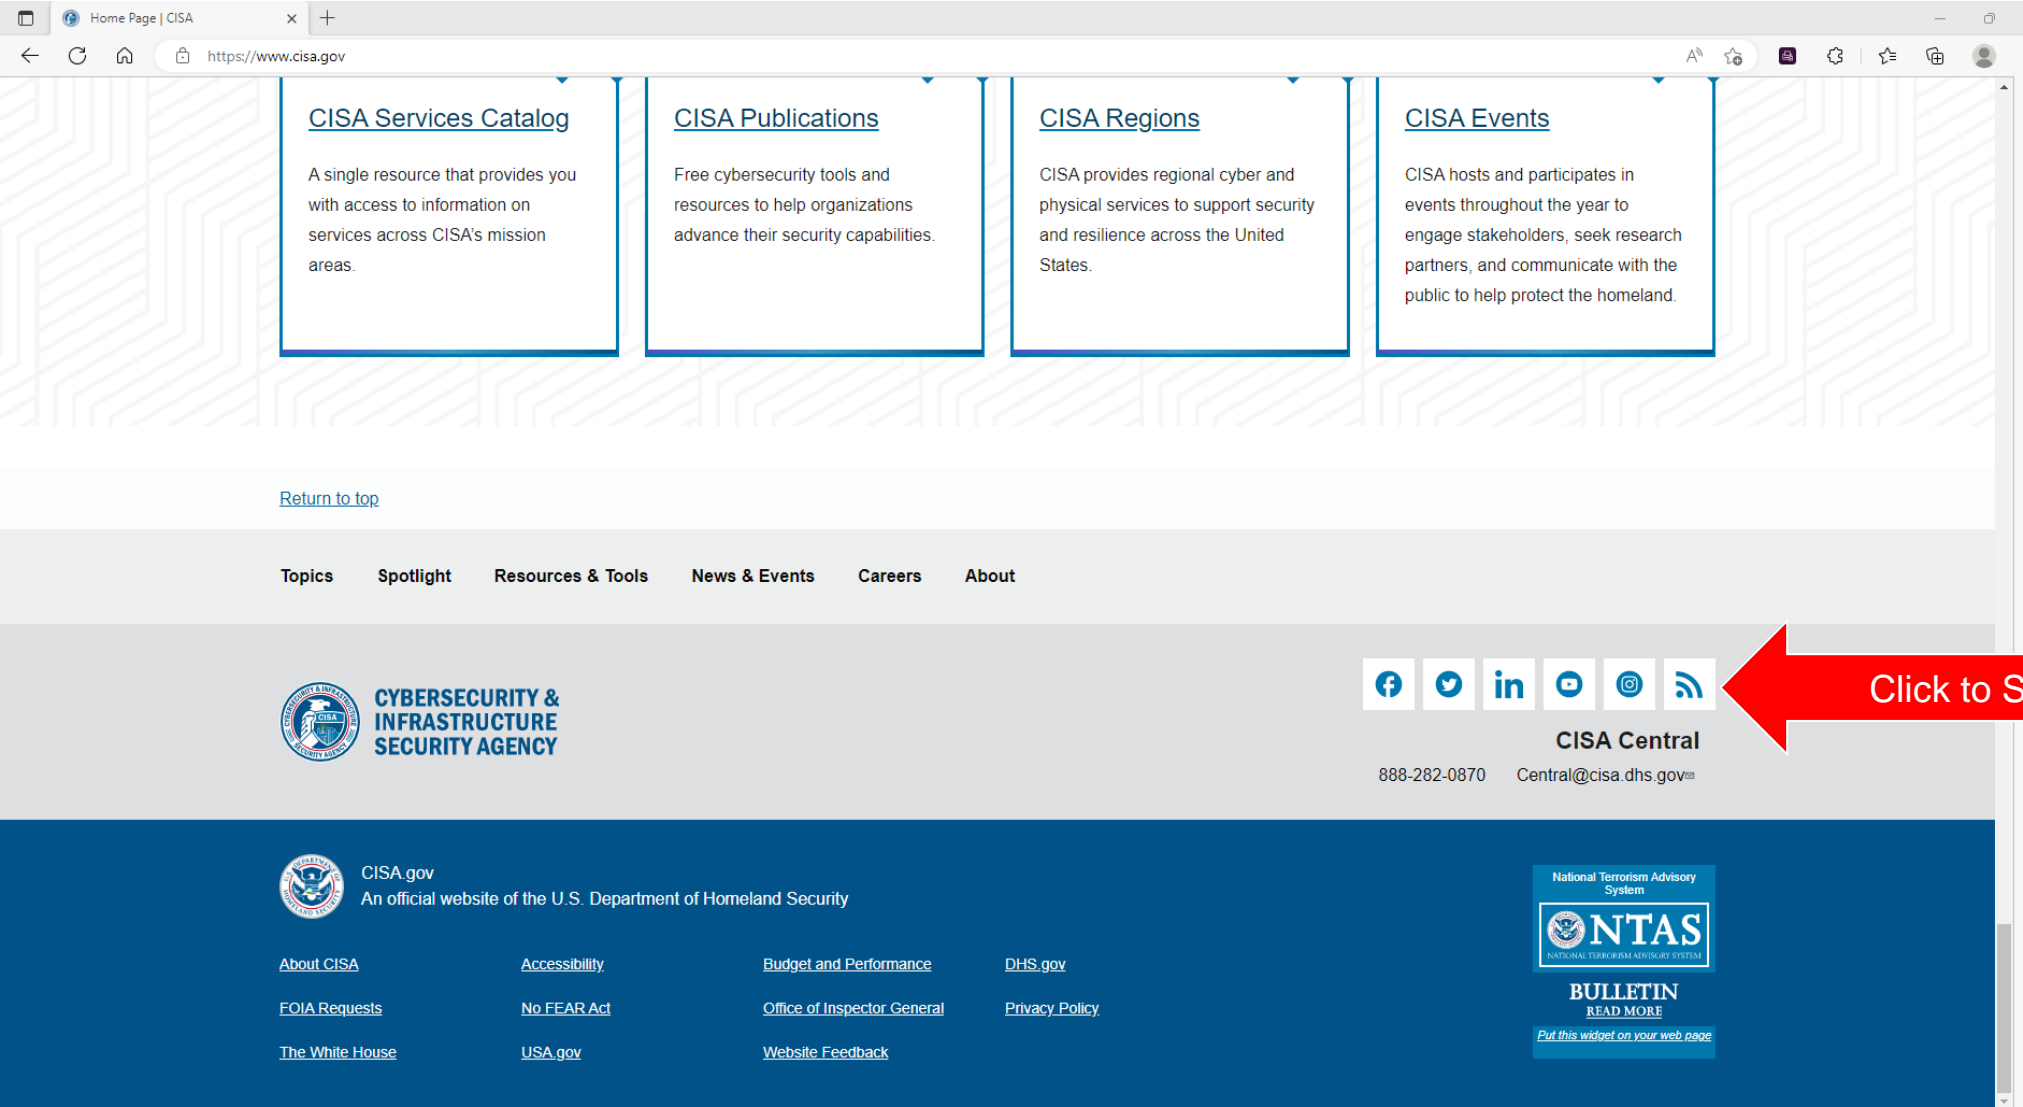 Home Page | CISA
https://www.cisa.gov
CISA Services Catalog
A single resource that provides you
with access to information on
services across CISA's mission
areas.
CISA Publications
Free cybersecurity tools and
resources to help organizations
advance their security capabilities.
CISA Regions
CISA provides regional cyber and
physical services to support security
and resilience across the United
States.
CISA Events
CISA hosts and participates in
events throughout the year to
engage stakeholders, seek research
partners, and communicate with the
public to help protect the homeland.
Return to top
Topics Spotlight Resources & Tools News & Events Careers About
CISA
CYBERSECURITY &
INFRASTRUCTURE
SECURITY AGENCY
Click to S
CISA Central
888-282-0870 Central@cisa.dhs.gov
CISA.gov
An official website of the U.S. Department of Homeland Security
About CISA Accessibility Budget and Performance DHS.gov
FOIA Requests No FEAR Act Office of Inspector General Privacy Policy
The White House USA.gov Website Feedback
National Terrorism Advisory
System
NTAS
NATIONAL TERRORISM ADVISORY SYSTEM
BULLETIN
READ MORE
Put this widget on your web page